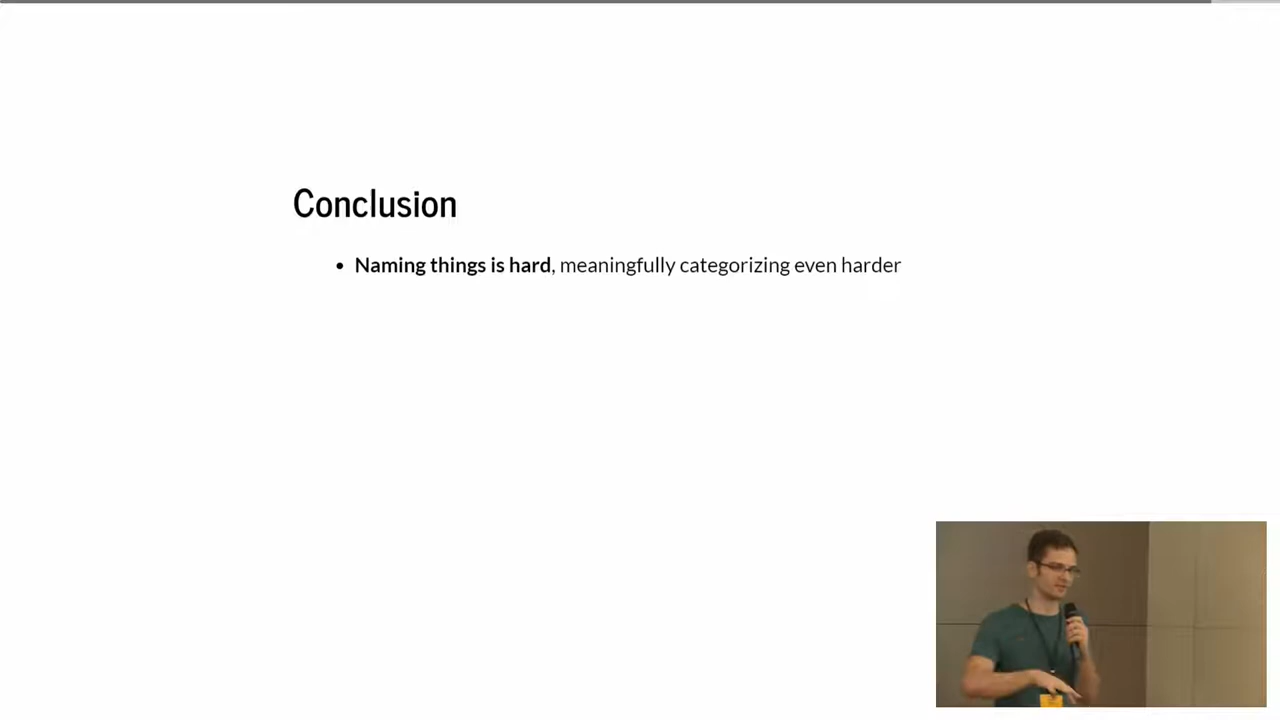 Conclusion
• Naming things is hard, meaningfully categorizing even harder